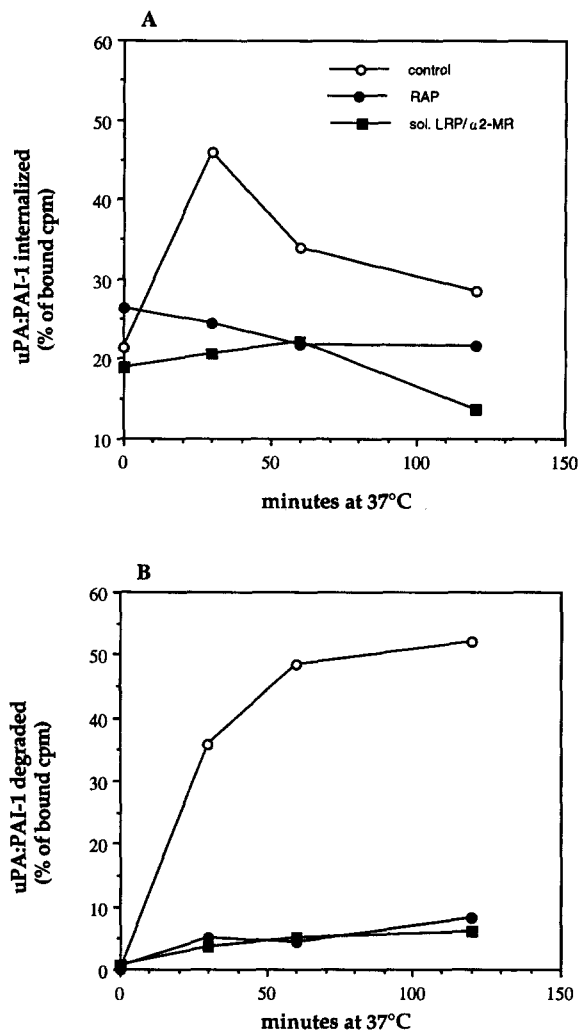 A
60
50
40
30
20
10
0
50
100
150
control
RAP
sol. LRP/α2-MR
uPA:PAI-1 internalized
(% of bound cpm)
minutes at 37°C
B
60
50
40
30
20
10
0
0
50
100
150
uPA:PAI-1 degraded
(% of bound cpm)
minutes at 37°C